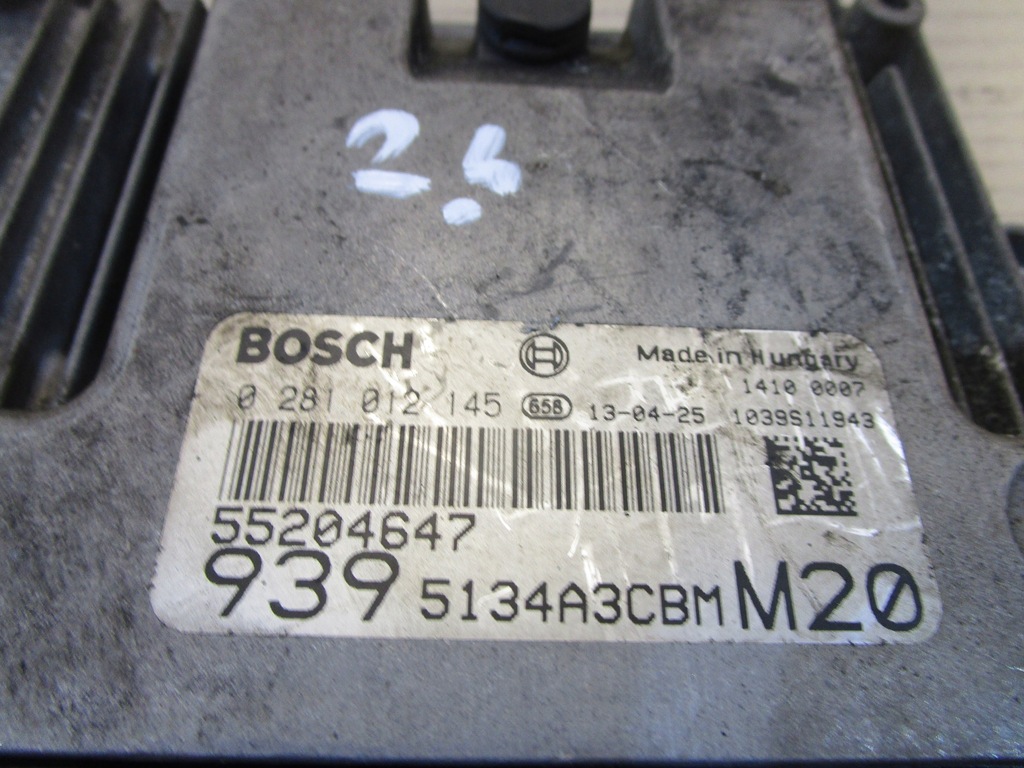 2.4
BOSCH
Made in Hungary
1410 0007
0 281 012 145 658 13-04-25 1039S11943
55204647
939 5134A3CBM M20